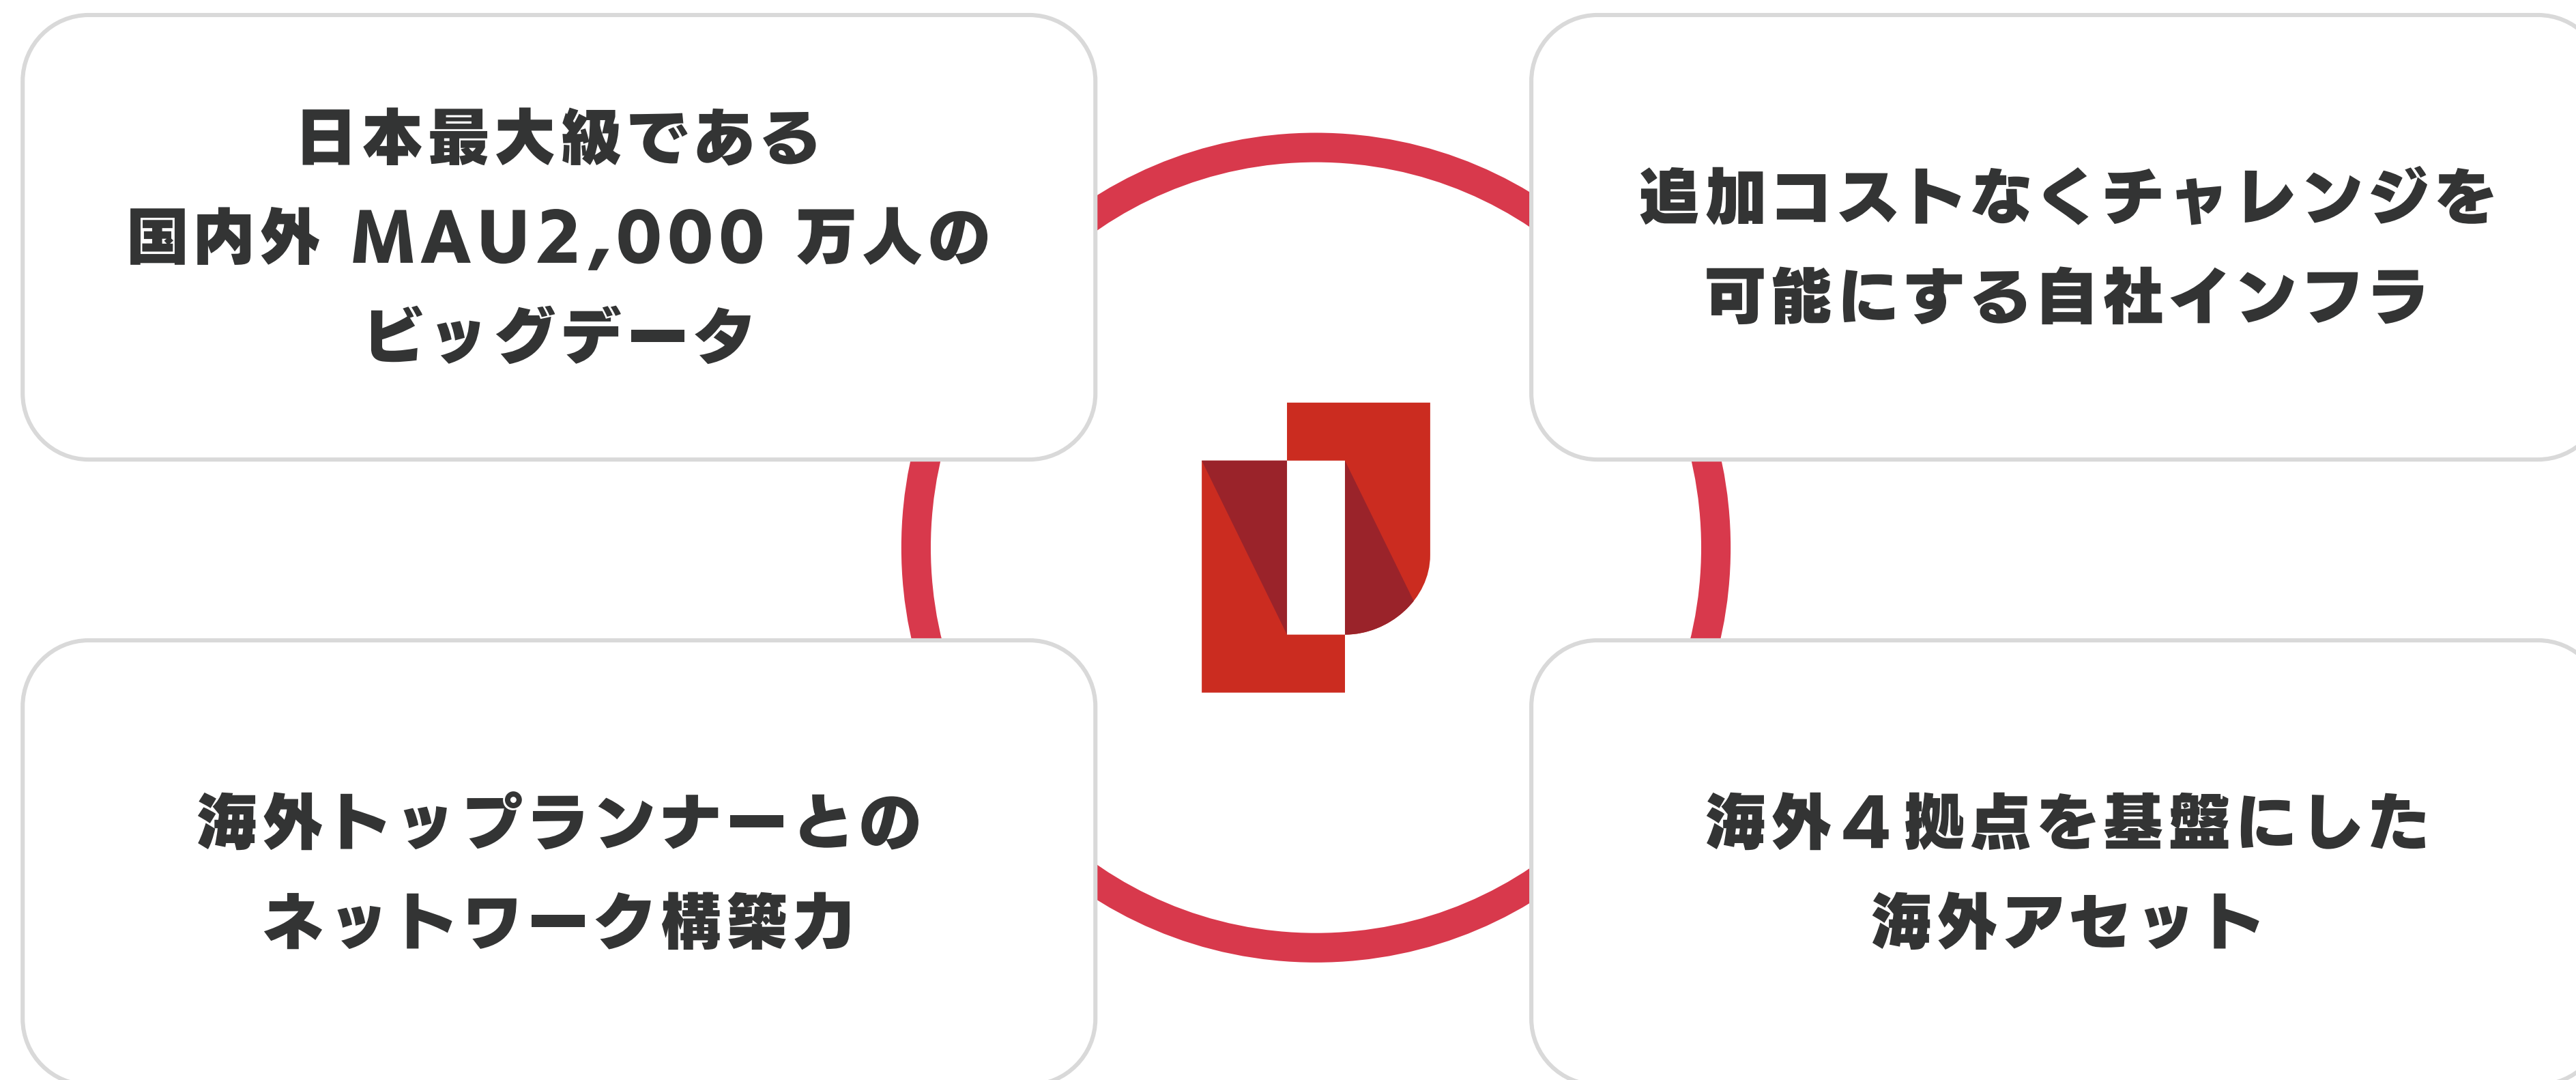 日本最大級である
国内外 MAU2,000 万人の
ビッグデータ
追加コストなくチャレンジを
可能にする自社インフラ
海外トップランナーとの
ネットワーク構築力
海外４拠点を基盤にした
海外アセット